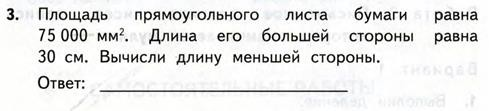 3. Площадь прямоугольного листа бумаги равна
75 000 мм². Длина его большей стороны равна
30 см. Вычисли длину меньшей стороны.
Ответ: